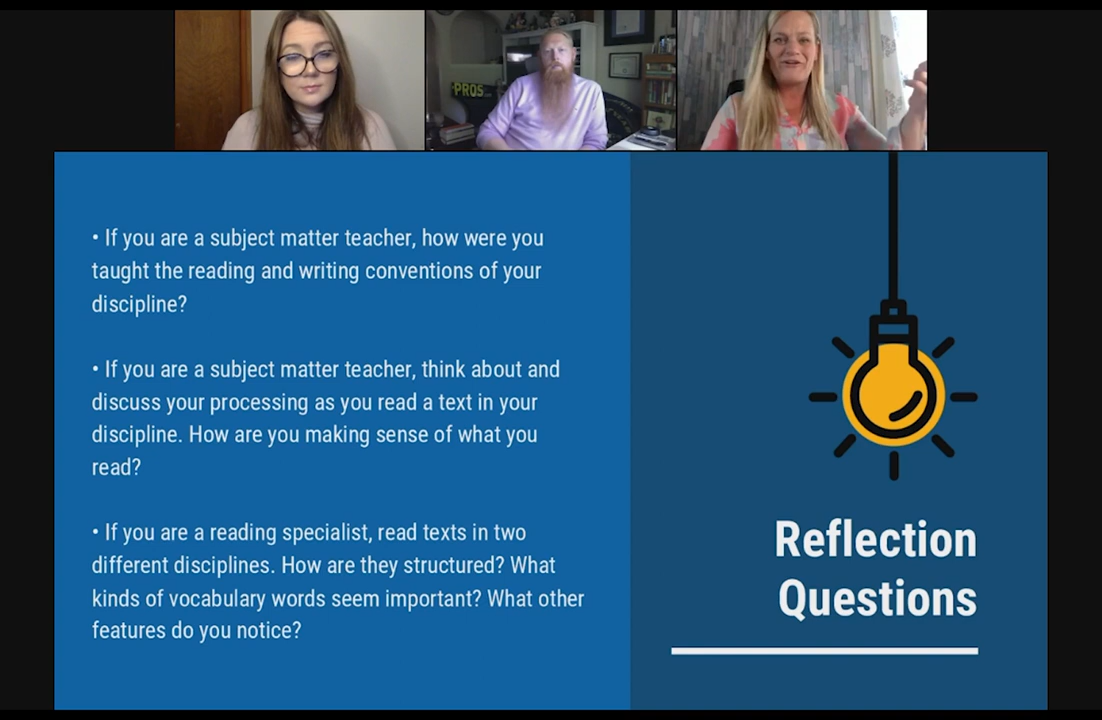 PROS
• If you are a subject matter teacher, how were you
taught the reading and writing conventions of your
discipline?
• If you are a subject matter teacher, think about and
discuss your processing as you read a text in your
discipline. How are you making sense of what you
read?
• If you are a reading specialist, read texts in two
different disciplines. How are they structured? What
kinds of vocabulary words seem important? What other
features do you notice?
Reflection
Questions